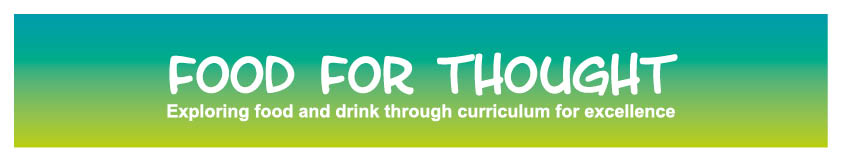 FOOD FOR THOUGHT
Exploring food and drink through curriculum for excellence